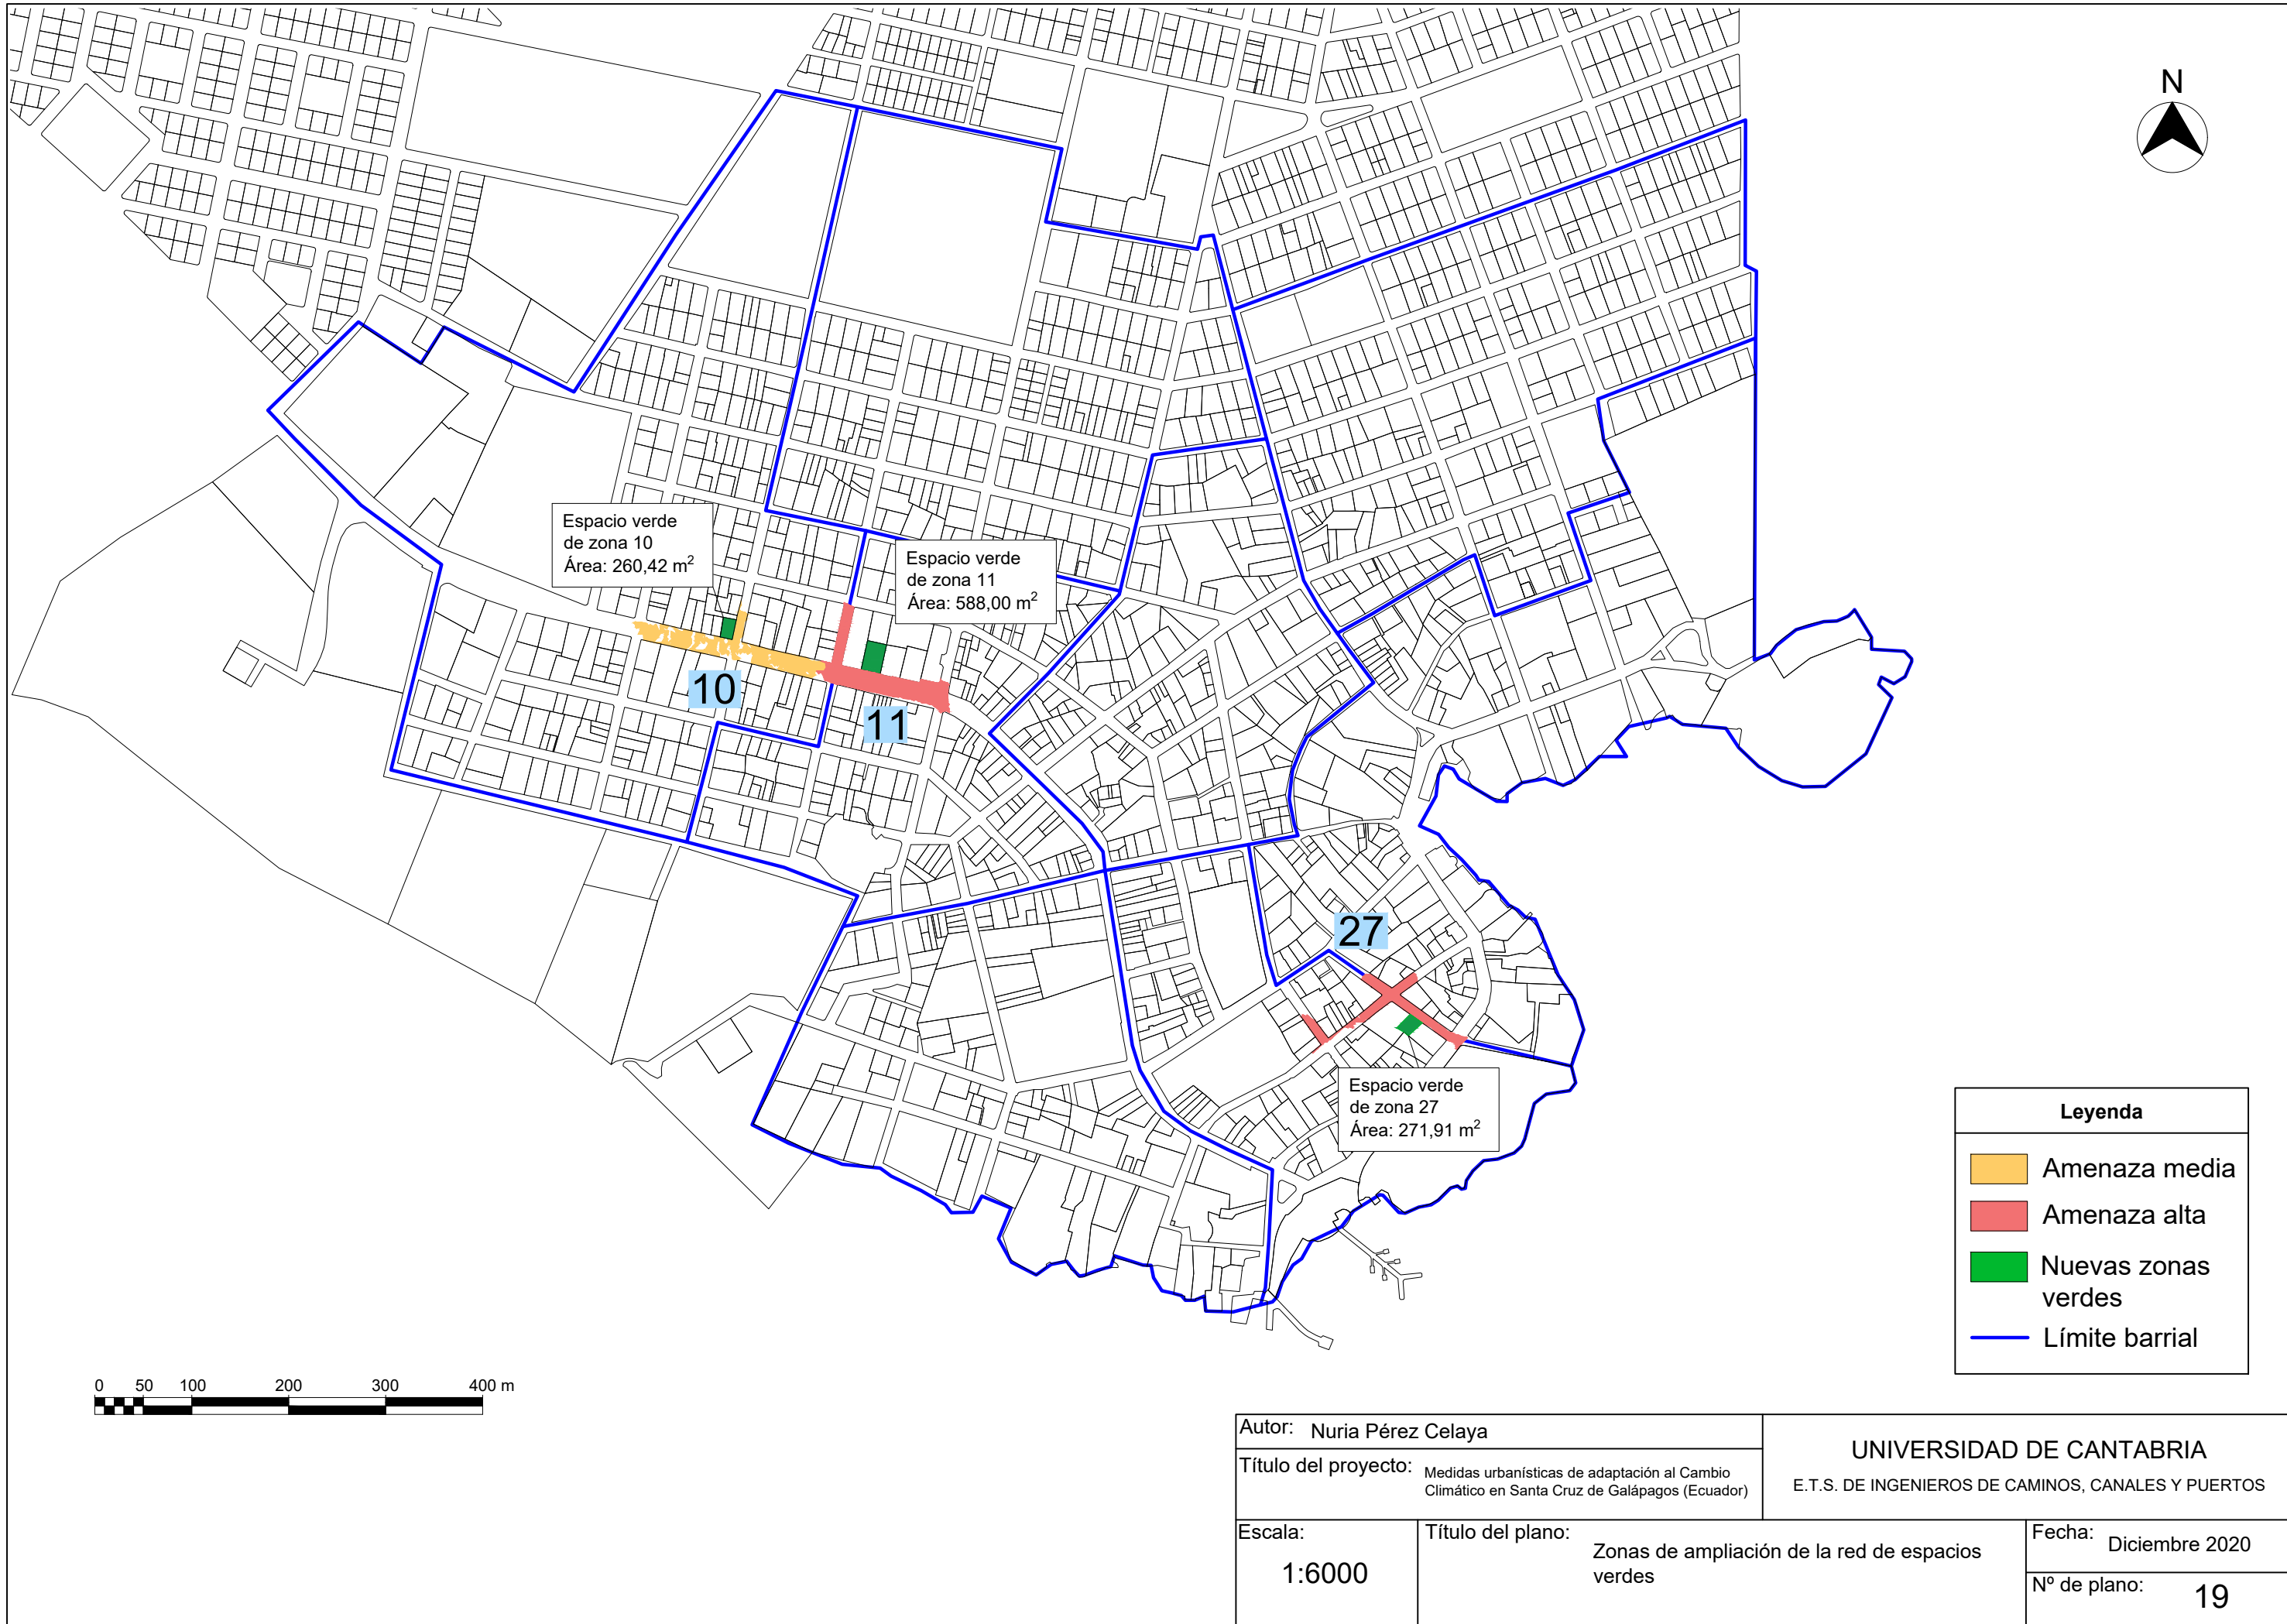 N
Espacio verde
de zona 10
Área: 260,42 m²
Espacio verde
de zona 11
Área: 588,00 m²
10
11
27
Espacio verde
de zona 27
Área: 271,91 m²
Leyenda
Amenaza media
Amenaza alta
Nuevas zonas
verdes
Límite barrial
0 50 100 200 300 400 m
Autor: Nuria Pérez Celaya
Título del proyecto: Medidas urbanísticas de adaptación al Cambio
Climático en Santa Cruz de Galápagos (Ecuador)
UNIVERSIDAD DE CANTABRIA
E.T.S. DE INGENIEROS DE CAMINOS, CANALES Y PUERTOS
Escala:
1:6000
Título del plano:
Zonas de ampliación de la red de espacios
verdes
Fecha: Diciembre 2020
Nº de plano: 19